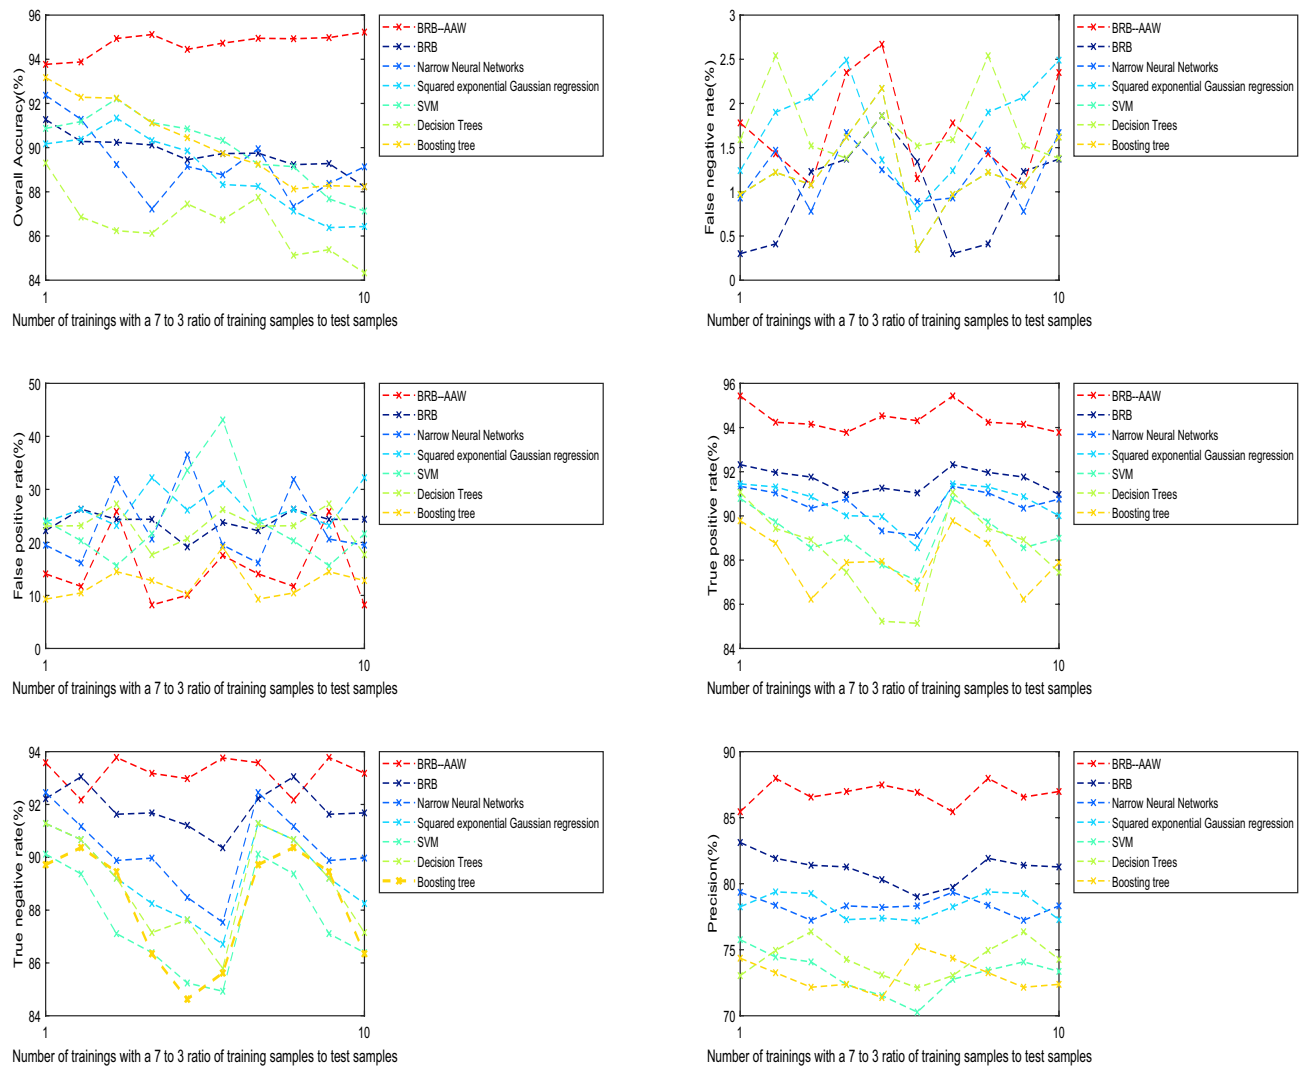 96
94
92
90
88
86
84
Overall Accuracy(%)
1
10
Number of trainings with a 7 to 3 ratio of training samples to test samples
BRB--AAW
BRB
Narrow Neural Networks
Squared exponential Gaussian regression
SVM
Decision Trees
Boosting tree
3
2.5
2
1.5
1
0.5
0
False negative rate(%)
1
10
Number of trainings with a 7 to 3 ratio of training samples to test samples
BRB--AAW
BRB
Narrow Neural Networks
Squared exponential Gaussian regression
SVM
Decision Trees
Boosting tree
50
40
30
20
10
0
False positive rate(%)
1
10
Number of trainings with a 7 to 3 ratio of training samples to test samples
BRB--AAW
BRB
Narrow Neural Networks
Squared exponential Gaussian regression
SVM
Decision Trees
Boosting tree
96
94
92
90
88
86
84
True positive rate(%)
1
10
Number of trainings with a 7 to 3 ratio of training samples to test samples
BRB--AAW
BRB
Narrow Neural Networks
Squared exponential Gaussian regression
SVM
Decision Trees
Boosting tree
94
92
90
88
86
84
True negative rate(%)
1
10
Number of trainings with a 7 to 3 ratio of training samples to test samples
BRB--AAW
BRB
Narrow Neural Networks
Squared exponential Gaussian regression
SVM
Decision Trees
Boosting tree
90
85
80
75
70
Precision(%)
1
10
Number of trainings with a 7 to 3 ratio of training samples to test samples
BRB--AAW
BRB
Narrow Neural Networks
Squared exponential Gaussian regression
SVM
Decision Trees
Boosting tree